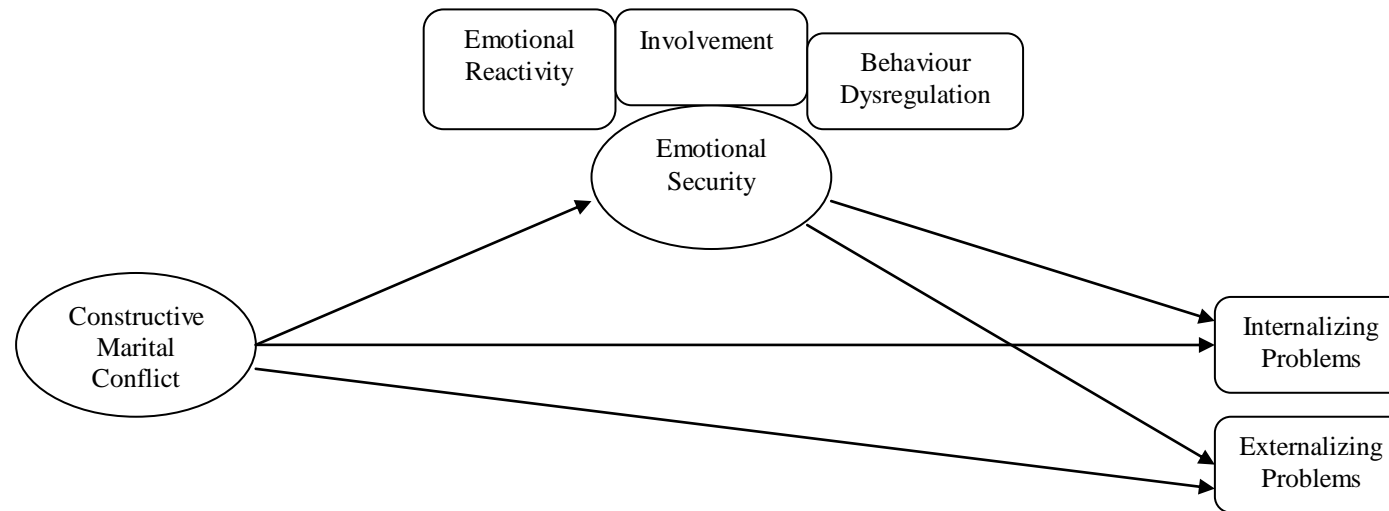 Emotional
Reactivity
Involvement
Behaviour
Dysregulation
Emotional
Security
Constructive
Marital
Conflict
Internalizing
Problems
Externalizing
Problems